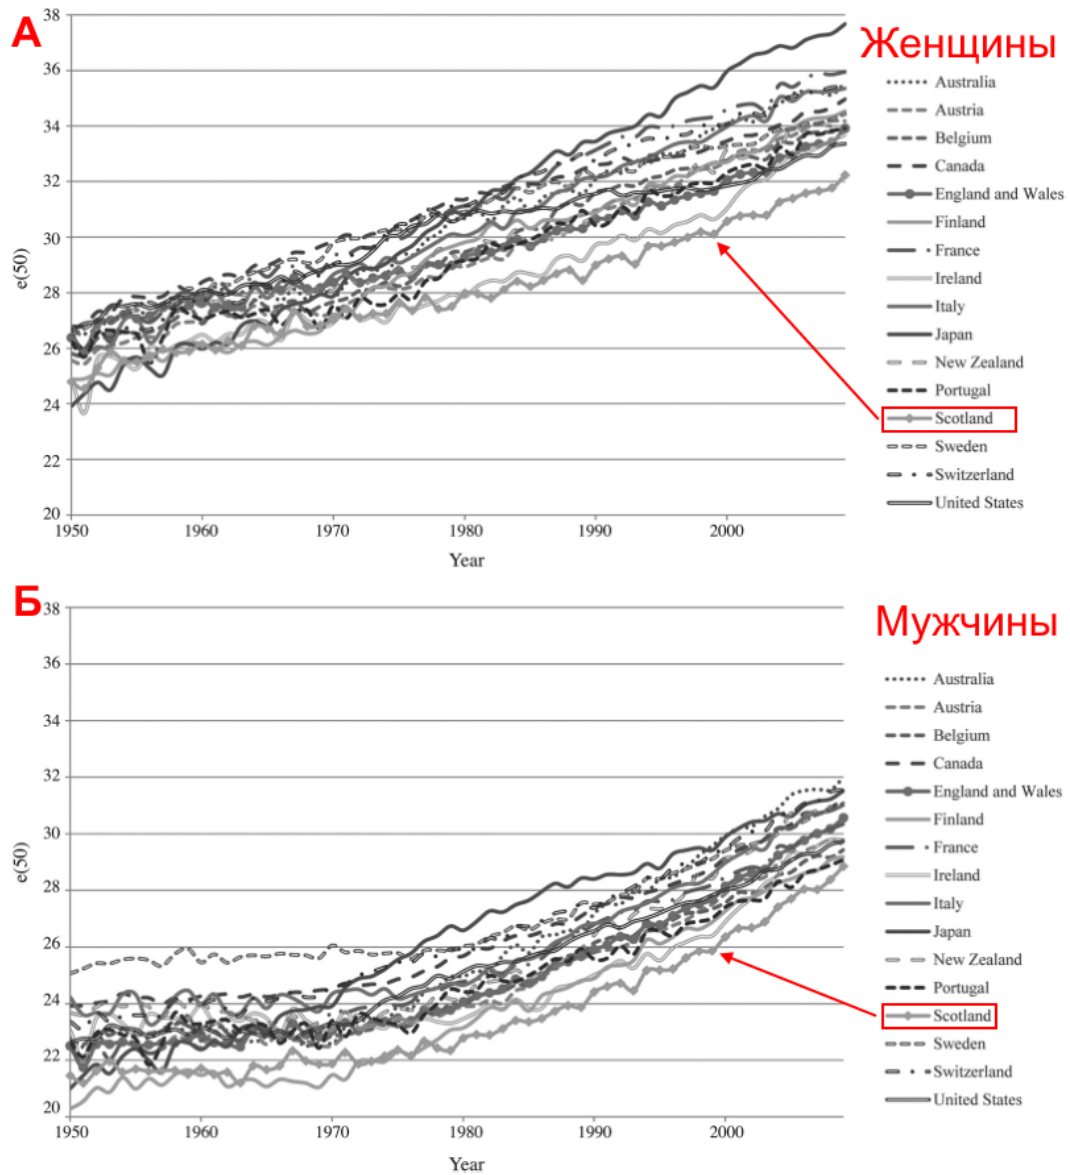 А
Женщины
38
36
34
32
30
28
26
24
22
20
e(50)
1950
1960
1970
1980
1990
2000
Year
Australia
Austria
Belgium
Canada
England and Wales
Finland
France
Ireland
Italy
Japan
New Zealand
Portugal
Scotland
Sweden
Switzerland
United States
Б
Мужчины
38
36
34
32
30
28
26
24
22
20
e(50)
1950
1960
1970
1980
1990
2000
Year
Australia
Austria
Belgium
Canada
England and Wales
Finland
France
Ireland
Italy
Japan
New Zealand
Portugal
Scotland
Sweden
Switzerland
United States